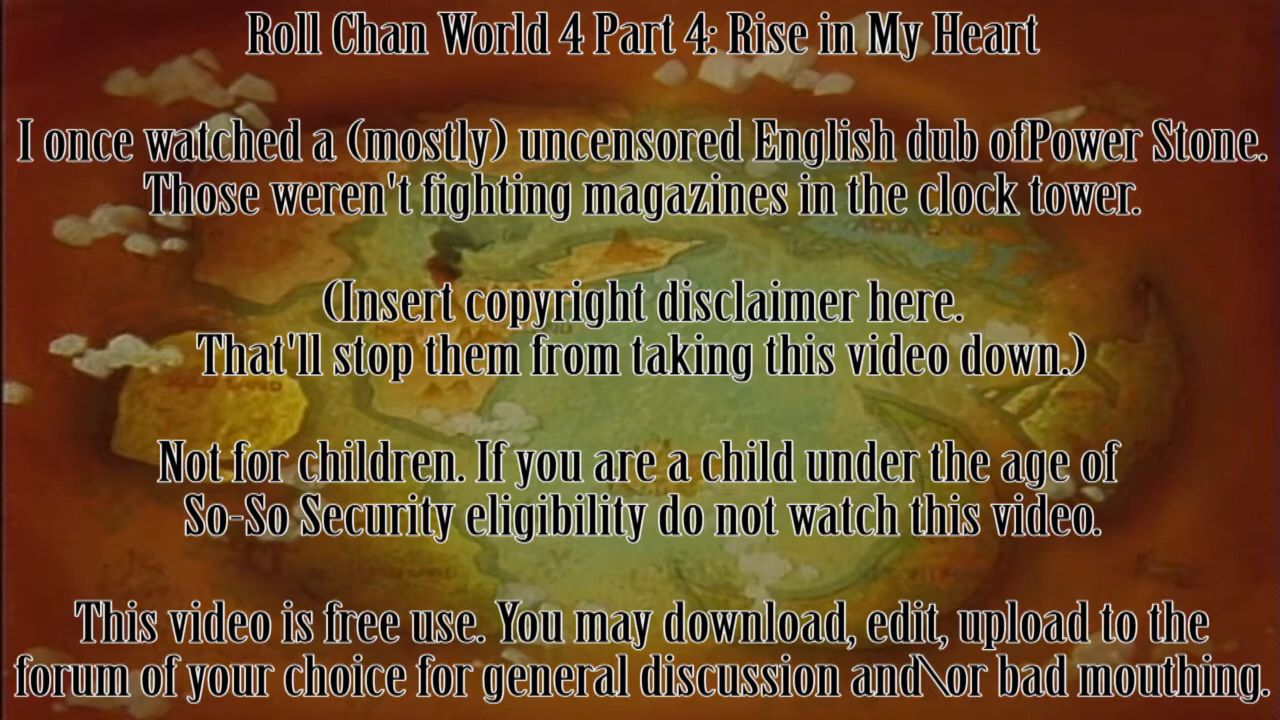 Roll Chan World 4 Part 4: Rise in My Heart
I once watched a (mostly) uncensored English dub ofPower Stone.
Those weren't fighting magazines in the clock tower.
(Insert copyright disclaimer here.
That'll stop them from taking this video down.)
Not for children. If you are a child under the age of
So-So Security eligibility do not watch this video.
This video is free use. You may download, edit, upload to the
forum of your choice for general discussion and\or bad mouthing.